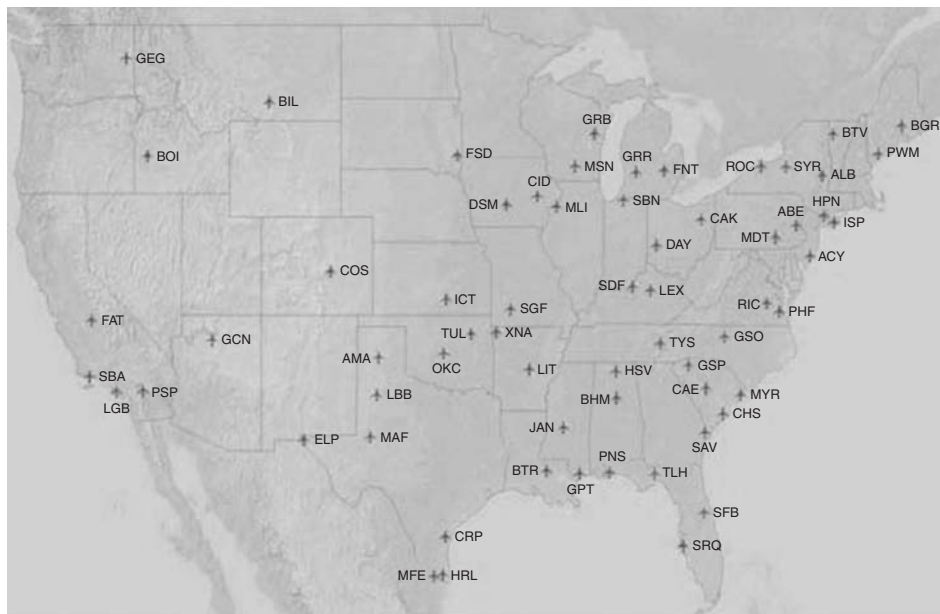 GEG
BIL
BOI
GRB
BTV
BGR
FSD
MSN
GRR
FNT
ROC
SYR
PWM
ALB
CID
DSM
MLI
SBN
CAK
ABE
HPN
ISP
MDT
DAY
ACY
COS
SDF
LEX
ICT
SGF
RIC
PHF
FAT
GCN
TUL
XNA
TYS
GSO
AMA
OKC
LIT
HSV
GSP
SBA
LGB
PSP
LBB
BHM
CAE
MYR
CHS
ELP
MAF
JAN
SAV
BTR
GPT
PNS
TLH
SFB
CRP
SRQ
MFE
HRL